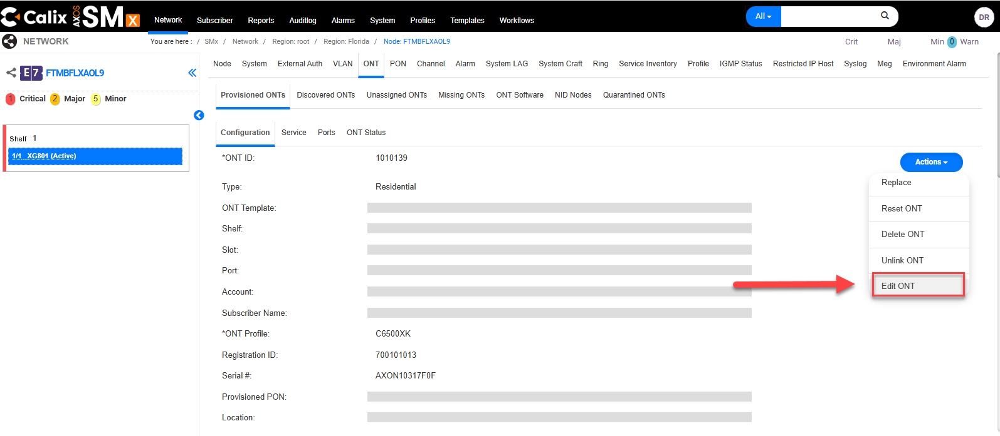 Calix AXOS SMx
Network Subscriber Reports Auditlog Alarms System Profiles Templates Workflows
All
DR
NETWORK
You are here : / SMx / Network / Region: root / Region: Florida / Node: FTMBFLXAOL9
Crit Maj Min 0 Warn
E7 FTMBFLXAOL9
1 Critical 2 Major 5 Minor
Shelf 1
1/1 XG801 (Active)
Node System External Auth VLAN ONT PON Channel Alarm System LAG System Craft Ring Service Inventory Profile IGMP Status Restricted IP Host Syslog Meg Environment Alarm
Provisioned ONTs Discovered ONTs Unassigned ONTs Missing ONTs ONT Software NID Nodes Quarantined ONTs
Configuration Service Ports ONT Status
*ONT ID: 1010139
Type: Residential
ONT Template:
Shelf:
Slot:
Port:
Account:
Subscriber Name:
*ONT Profile: C6500XK
Registration ID: 700101013
Serial #: AXON10317F0F
Provisioned PON:
Location:
Actions
Replace
Reset ONT
Delete ONT
Unlink ONT
Edit ONT